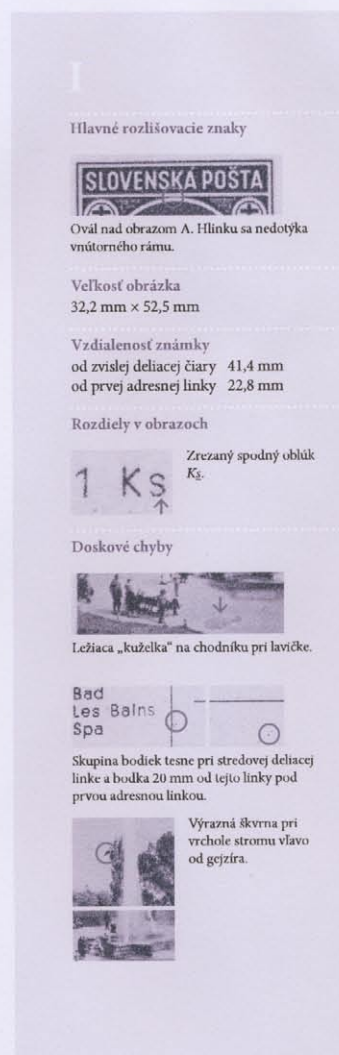 I
Hlavné rozlišovacie znaky
SLOVENSKÁ POŠTA
Ovál nad obrazom A. Hlinku sa nedotýka
vnútorného rámu.
Veľkosť obrázka
32,2 mm × 52,5 mm
Vzdialenosť známky
od zvislej deliacej čiary 41,4 mm
od prvej adresnej linky 22,8 mm
Rozdiely v obrazoch
1 Ks
Zrezaný spodný oblúk
Ks.
Doskové chyby
Ležiaca „kuželka“ na chodníku pri lavičke.
Bad
Les Bains
Spa
Skupina bodiek tesne pri stredovej deliacej
linke a bodka 20 mm od tejto linky pod
prvou adresnou linkou.
Výrazná škvrna pri
vrchole stromu vľavo
od gejzíra.